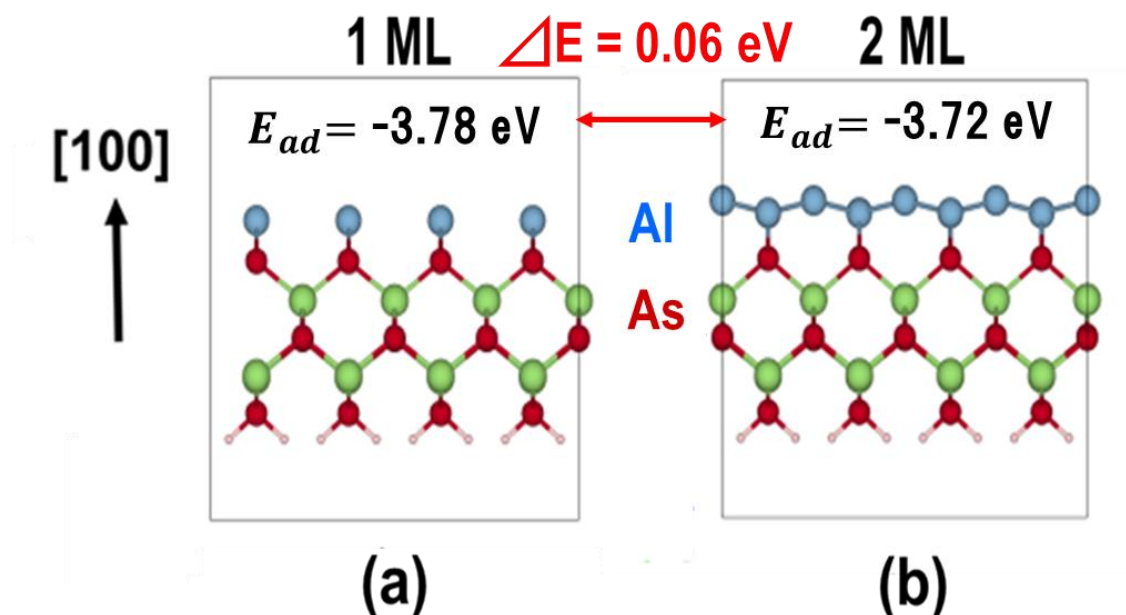 1 ML
⊿E = 0.06 eV
2 ML
E_ad = -3.78 eV
E_ad = -3.72 eV
[100]
Al
As
(a)
(b)